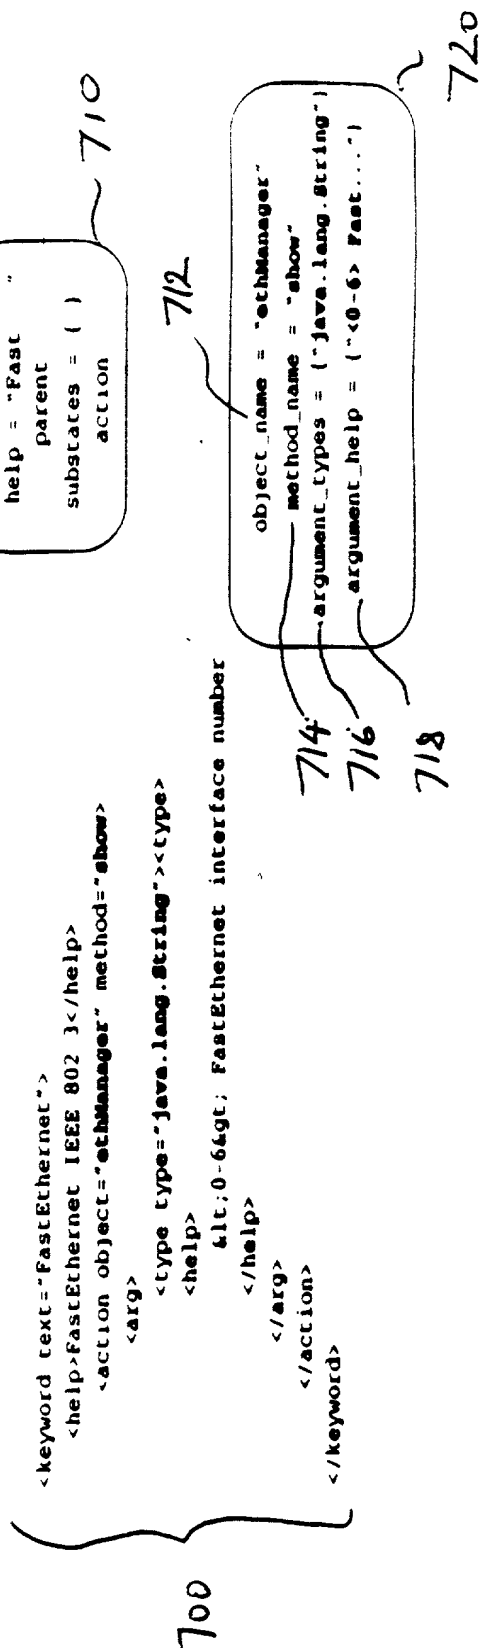 700
<keyword text="FastEthernet">
<help>FastEthernet IEEE 802 3</help>
<action object="ethManager" method="show>
<arg>
<type type="java.lang.String"><type>
<help>
&lt;0-6&gt; FastEthernet interface number
</help>
</arg>
</action>
</keyword>
help = "Fast "
parent
substates = { }
action
710
712
object_name = "ethManager"
method_name = "show"
argument_types = {"java.lang.String"}
argument_help = {"<0-6> Fast..."}
714
716
718
720